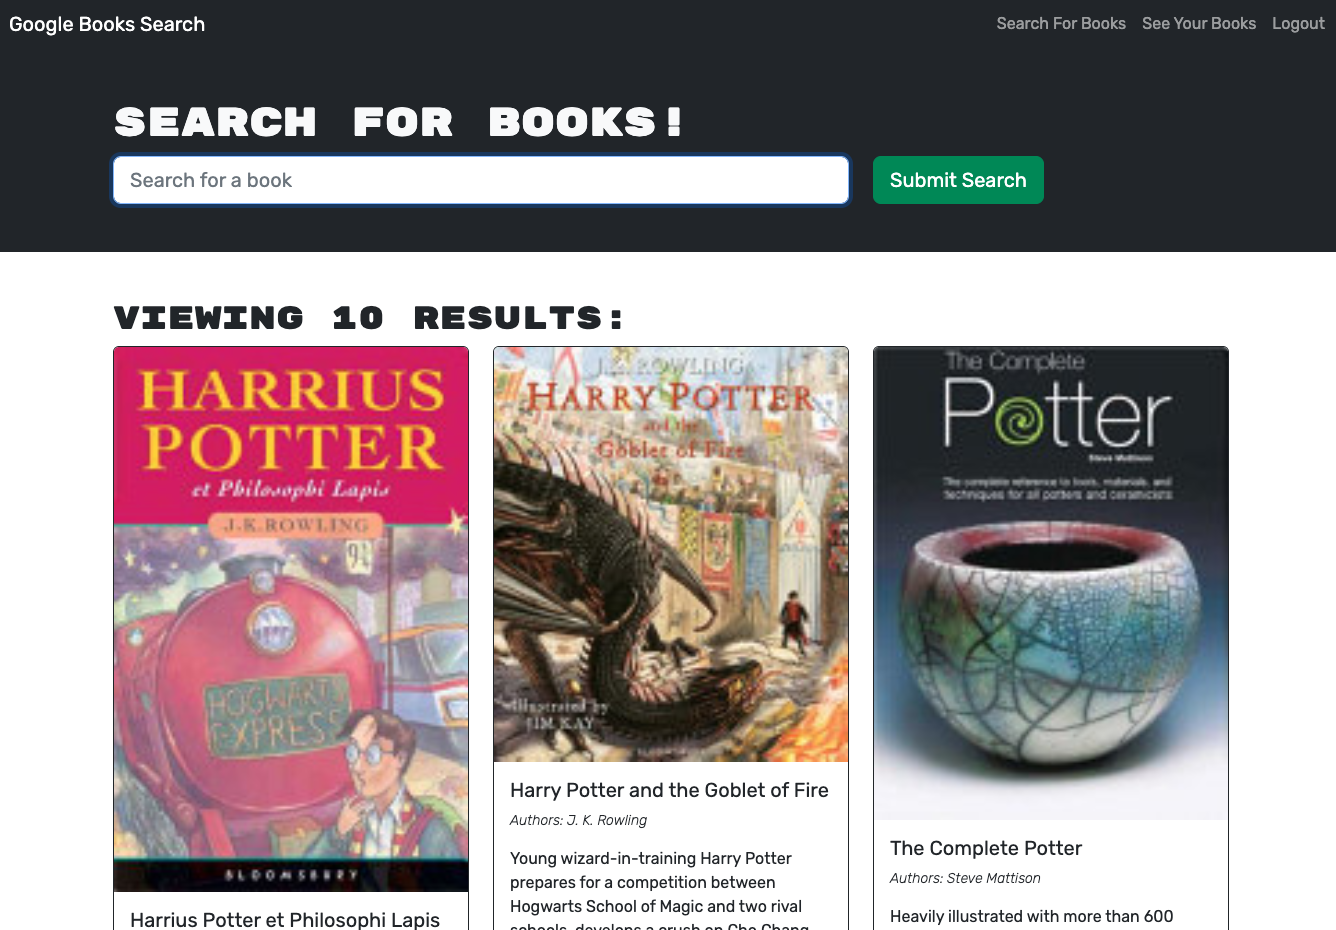 Google Books Search
Search For Books
See Your Books
Logout
SEARCH FOR BOOKS!
Search for a book
Submit Search
VIEWING 10 RESULTS:
HARRIUS
POTTER
et Philosophi Lapis
J.K.ROWLING
9¾
HOGWARTS
EXPRESS
BLOOMSBURY
Harrius Potter et Philosophi Lapis
J.K. ROWLING
HARRY POTTER
and the
Goblet of Fire
Illustrated by
JIM KAY
Harry Potter and the Goblet of Fire
Authors: J. K. Rowling
Young wizard-in-training Harry Potter
prepares for a competition between
Hogwarts School of Magic and two rival
schools, develops a crush on Cho Chang,
The Complete
Potter
Steve Mattison
The complete reference to tools, materials, and
techniques for all potters and ceramicists
The Complete Potter
Authors: Steve Mattison
Heavily illustrated with more than 600